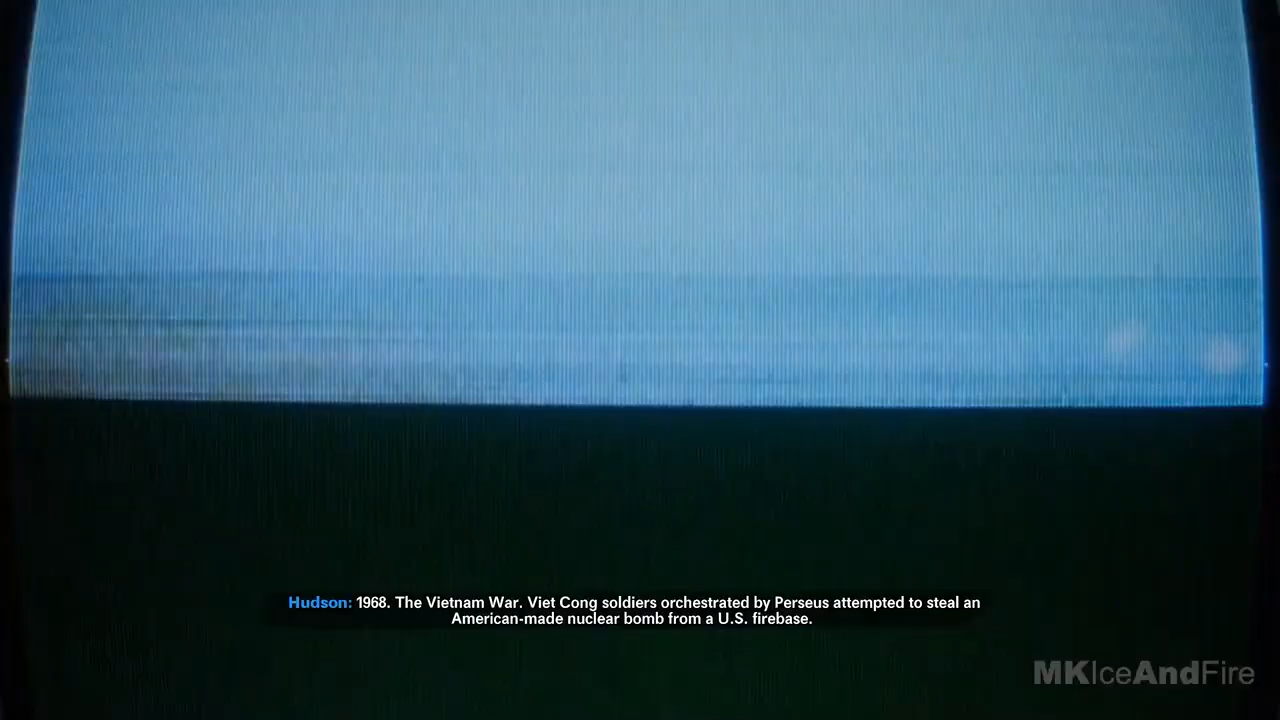 Hudson: 1968. The Vietnam War. Viet Cong soldiers orchestrated by Perseus attempted to steal an
American-made nuclear bomb from a U.S. firebase.
MKIceAndFire